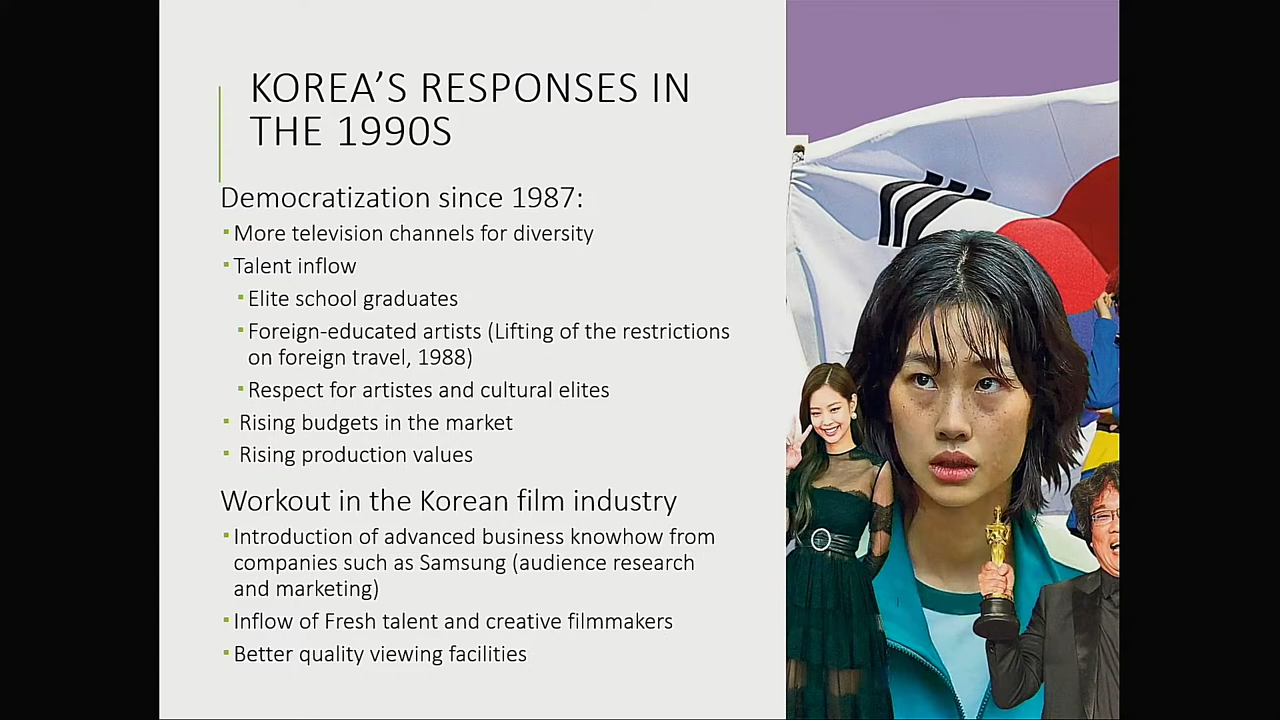 KOREA'S RESPONSES IN
THE 1990S
Democratization since 1987:
▪More television channels for diversity
▪Talent inflow
▪Elite school graduates
▪Foreign-educated artists (Lifting of the restrictions
on foreign travel, 1988)
▪Respect for artistes and cultural elites
▪ Rising budgets in the market
▪ Rising production values
Workout in the Korean film industry
▪Introduction of advanced business knowhow from
companies such as Samsung (audience research
and marketing)
▪Inflow of Fresh talent and creative filmmakers
▪Better quality viewing facilities